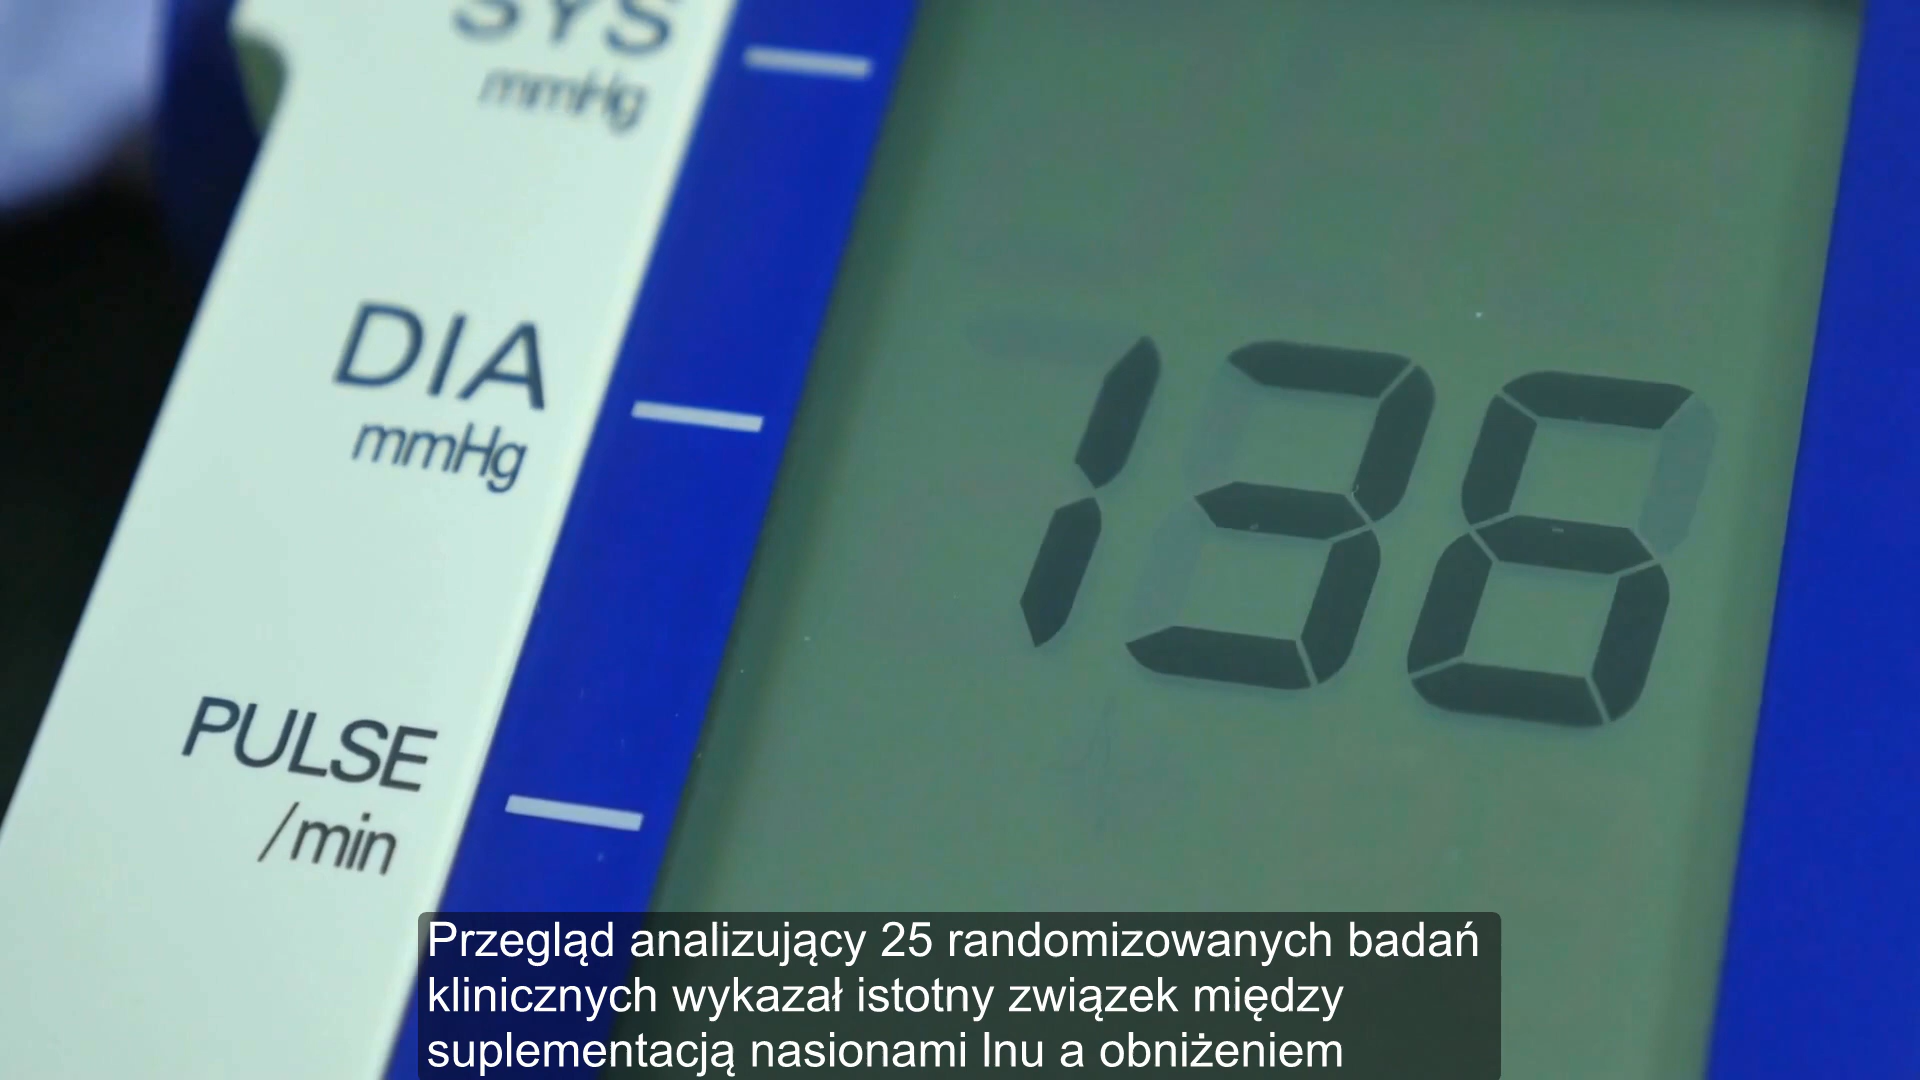 SYS
mmHg
DIA
mmHg
138
PULSE
/min
Przegląd analizujący 25 randomizowanych badań
klinicznych wykazał istotny związek między
suplementacją nasionami lnu a obniżeniem